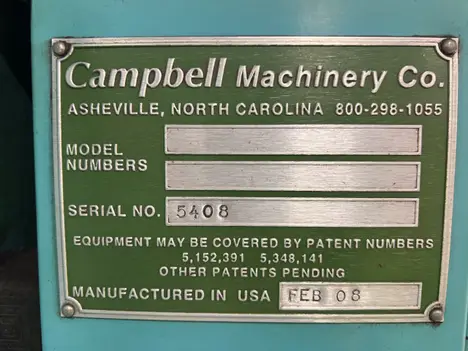 Campbell Machinery Co.
ASHEVILLE, NORTH CAROLINA 800-298-1055
MODEL
NUMBERS
SERIAL NO. 5408
EQUIPMENT MAY BE COVERED BY PATENT NUMBERS
5,152,391 5,348,141
OTHER PATENTS PENDING
MANUFACTURED IN USA FEB 08